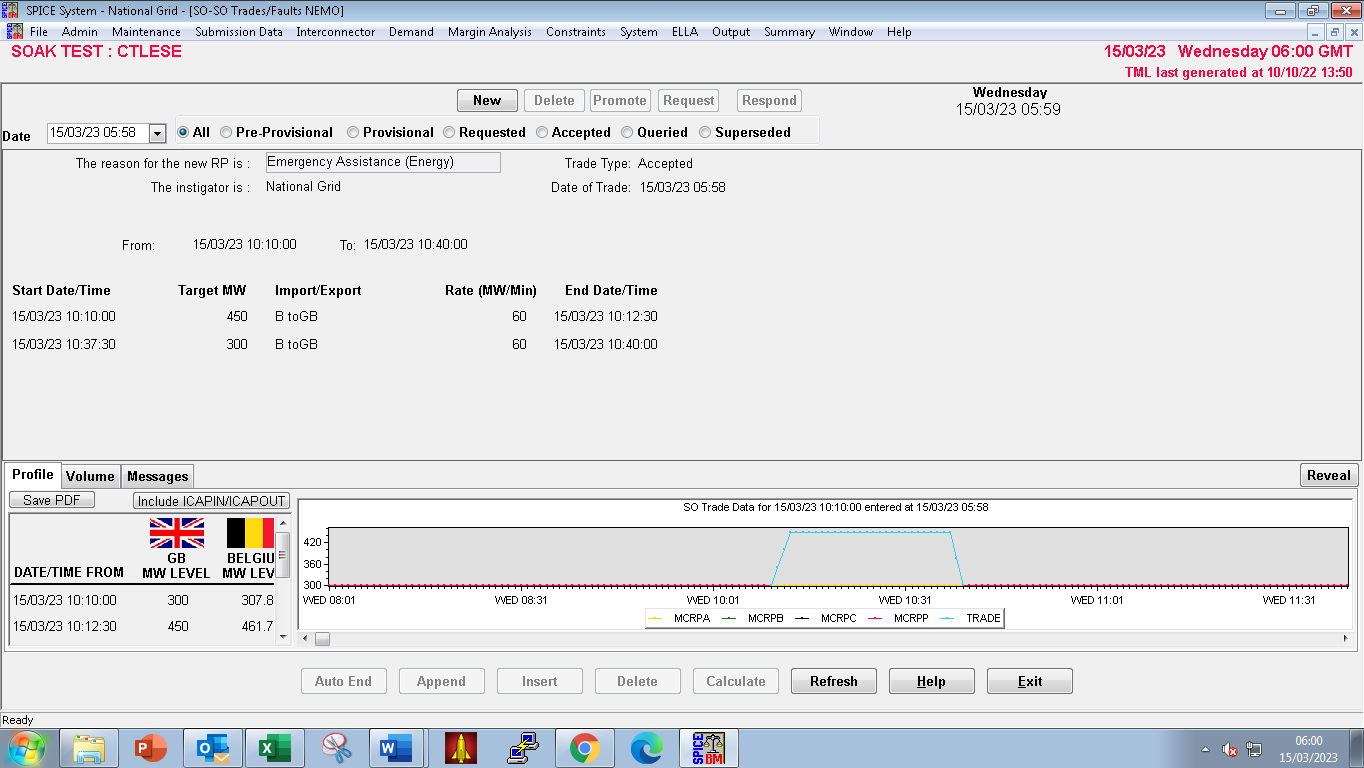 SPICE System - National Grid - [SO-SO Trades/Faults NEMO]
File Admin Maintenance Submission Data Interconnector Demand Margin Analysis Constraints System ELLA Output Summary Window Help
SOAK TEST : CTLESE 15/03/23 Wednesday 06:00 GMT
TML last generated at 10/10/22 13:50
New Delete Promote Request Respond Wednesday
15/03/23 05:59
Date 15/03/23 05:58 All Pre-Provisional Provisional Requested Accepted Queried Superseded
The reason for the new RP is : Emergency Assistance (Energy) Trade Type: Accepted
The instigator is : National Grid Date of Trade: 15/03/23 05:58
From: 15/03/23 10:10:00 To: 15/03/23 10:40:00
Start Date/Time Target MW Import/Export Rate (MW/Min) End Date/Time
15/03/23 10:10:00 450 B toGB 60 15/03/23 10:12:30
15/03/23 10:37:30 300 B toGB 60 15/03/23 10:40:00
Profile Volume Messages Reveal
Save PDF Include ICAPIN/ICAPOUT
GB BELGIU
DATE/TIME FROM MW LEVEL MW LEV
15/03/23 10:10:00 300 307.8
15/03/23 10:12:30 450 461.7
SO Trade Data for 15/03/23 10:10:00 entered at 15/03/23 05:58
420
360
300
WED 08:01 WED 08:31 WED 10:01 WED 10:31 WED 11:01 WED 11:31
MCRPA MCRPB MCRPC MCRPP TRADE
Auto End Append Insert Delete Calculate Refresh Help Exit
Ready
SPICE
BMI
06:00
15/03/2023